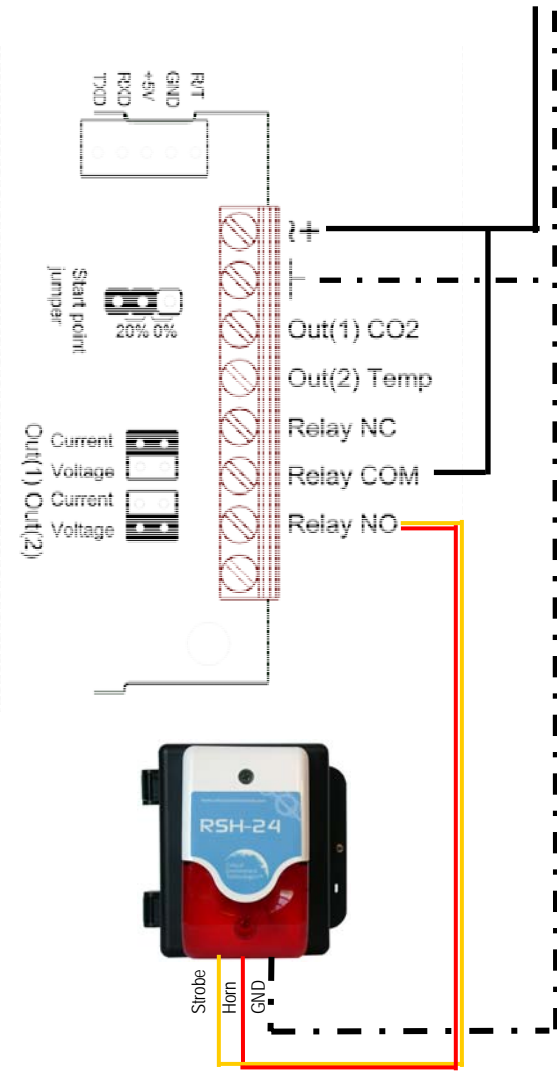 TXD
RXD
+5V
GND
R/T
+
Start point
jumper
20% 0%
Out(1) CO2
Out(2) Temp
Relay NC
Relay COM
Relay NO
Out(1) Out(2)
Current
Voltage
Current
Voltage
RSH-24
Strobe
Horn
GND